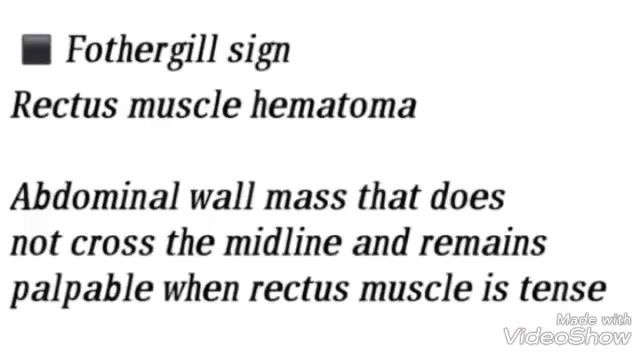 Fothergill sign
Rectus muscle hematoma
Abdominal wall mass that does
not cross the midline and remains
palpable when rectus muscle is tense
Made with
VideoShow